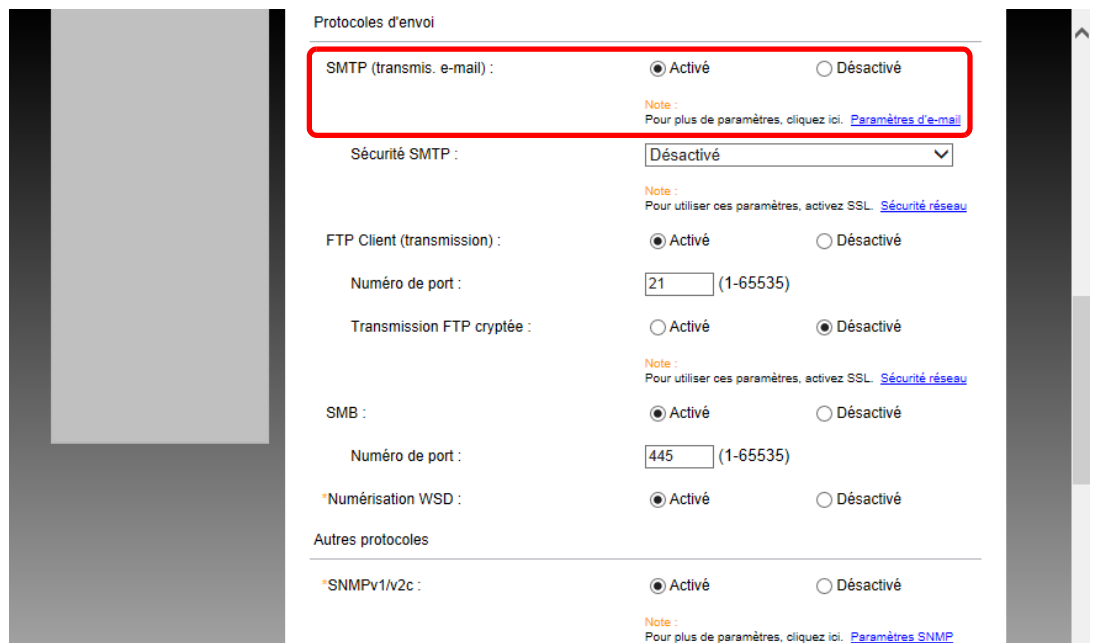 Protocoles d'envoi
SMTP (transmis. e-mail) : Activé Désactivé
Note :
Pour plus de paramètres, cliquez ici. Paramètres d'e-mail
Sécurité SMTP : Désactivé
Note :
Pour utiliser ces paramètres, activez SSL. Sécurité réseau
FTP Client (transmission) : Activé Désactivé
Numéro de port : 21 (1-65535)
Transmission FTP cryptée : Activé Désactivé
Note :
Pour utiliser ces paramètres, activez SSL. Sécurité réseau
SMB : Activé Désactivé
Numéro de port : 445 (1-65535)
*Numérisation WSD : Activé Désactivé
Autres protocoles
*SNMPv1/v2c : Activé Désactivé
Note :
Pour plus de paramètres, cliquez ici. Paramètres SNMP